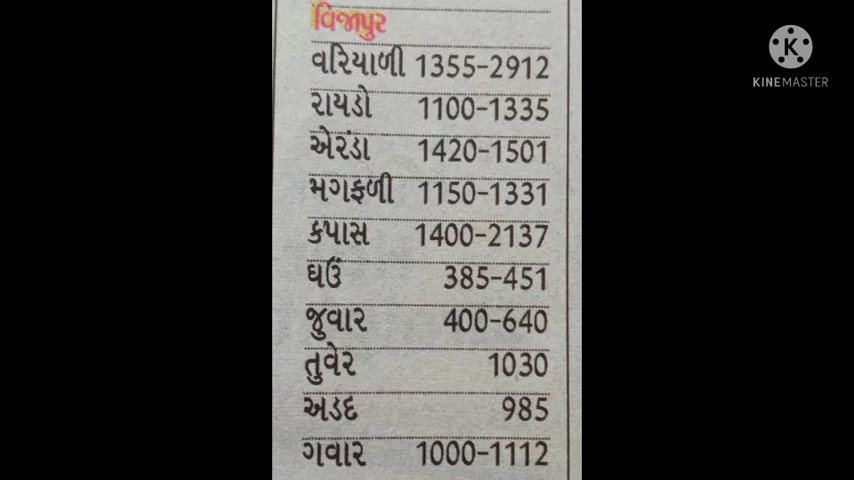 વિજાપુર
વરિયાળી 1355-2912
રાયડો 1100-1335
એરંડા 1420-1501
મગફળી 1150-1331
કપાસ 1400-2137
ઘઉં 385-451
જુવાર 400-640
તુવેર 1030
અડદ 985
ગવાર 1000-1112
K
KINEMASTER